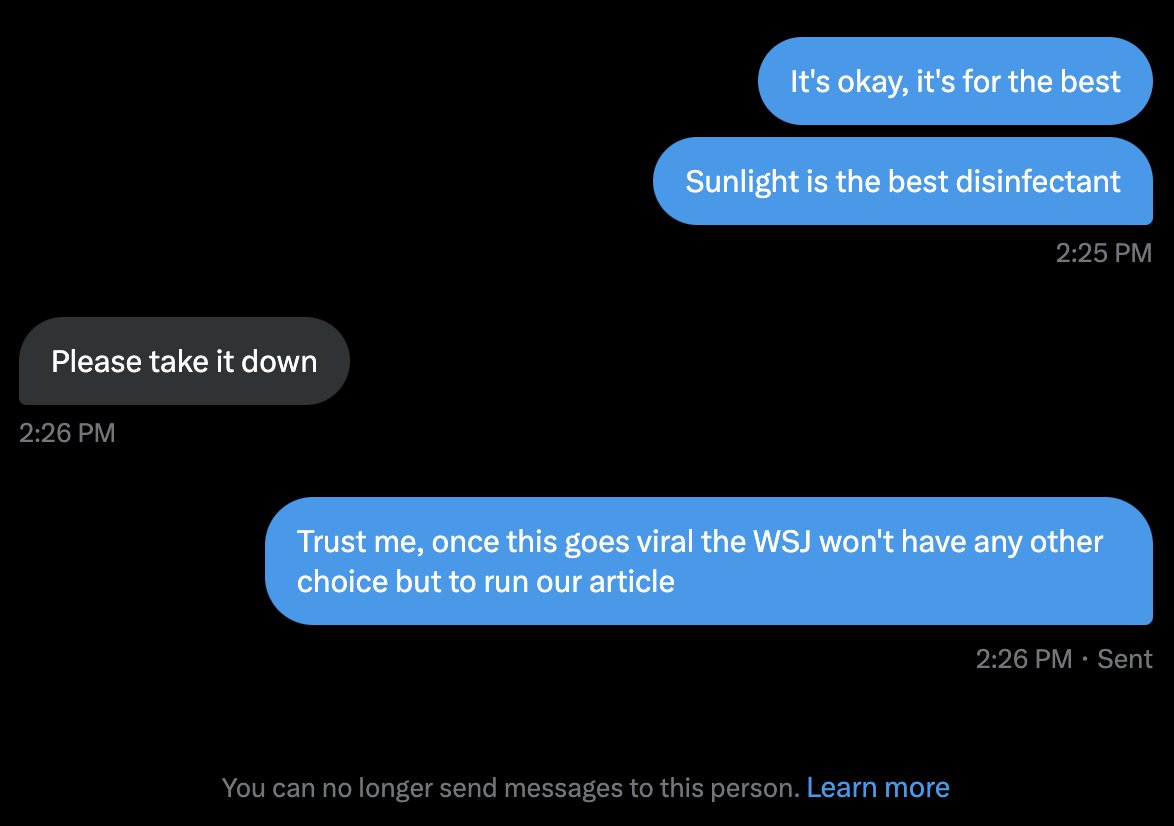 It's okay, it's for the best
Sunlight is the best disinfectant
2:25 PM
Please take it down
2:26 PM
Trust me, once this goes viral the WSJ won't have any other
choice but to run our article
2:26 PM · Sent
You can no longer send messages to this person. Learn more